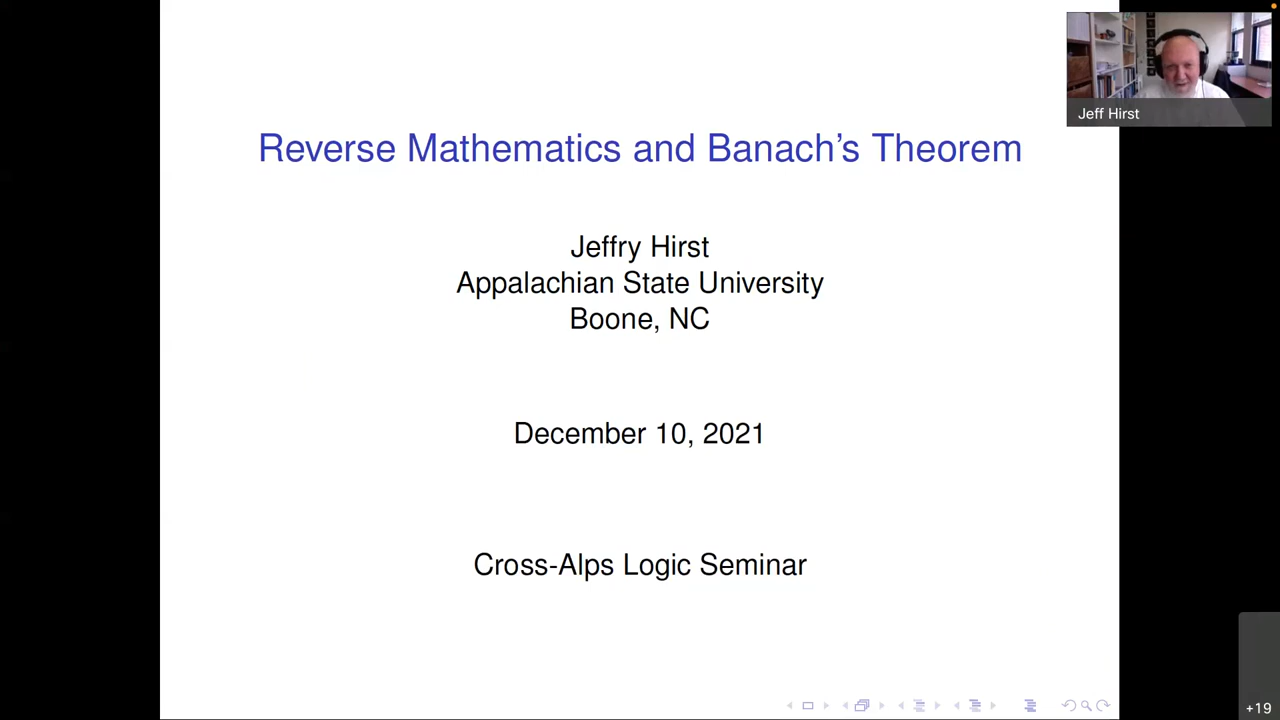 Reverse Mathematics and Banach's Theorem
Jeff Hirst
Jeffry Hirst
Appalachian State University
Boone, NC
December 10, 2021
Cross-Alps Logic Seminar
+19